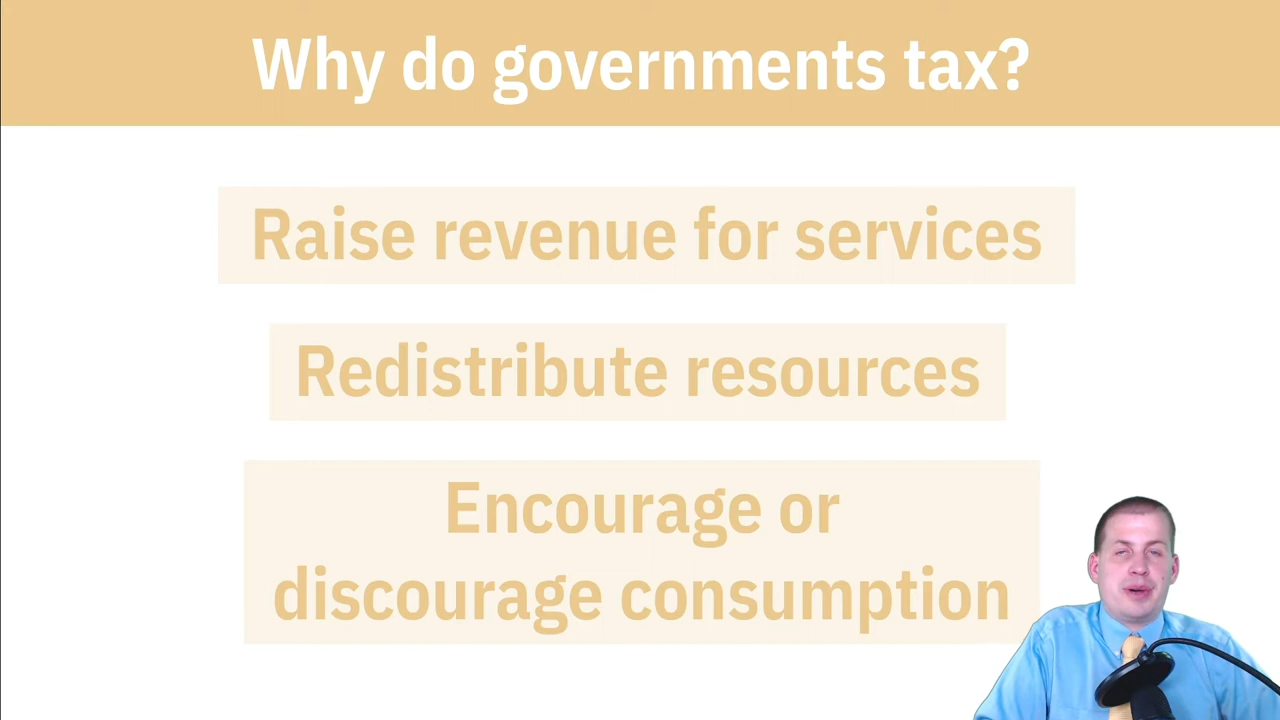 Why do governments tax?
Raise revenue for services
Redistribute resources
Encourage or
discourage consumption